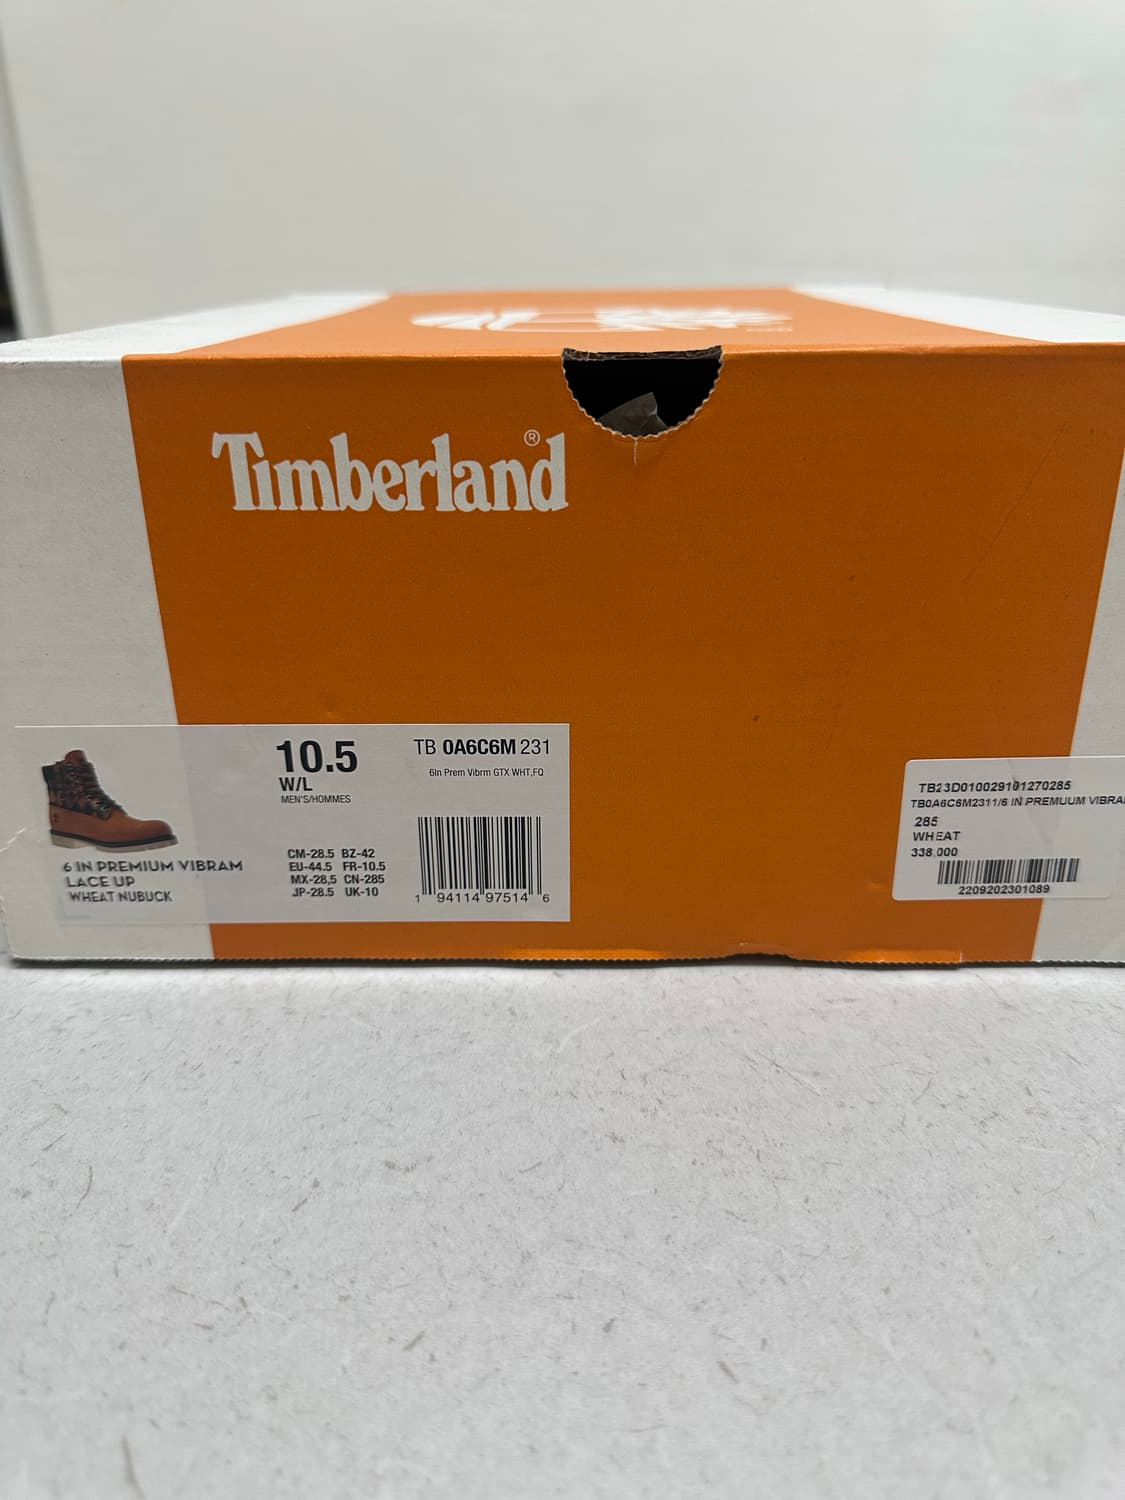 Timberland®
10.5
W/L
MEN'S/HOMMES
TB 0A6C6M 231
6In Prem Vibrm GTX WHT,FQ
CM-28.5 BZ-42
EU-44.5 FR-10.5
MX-28,5 CN-285
JP-28.5 UK-10
1 94114 97514 6
6 IN PREMIUM VIBRAM
LACE UP
WHEAT NUBUCK
TB23D010029101270285
TB0A6C6M2311/6 IN PREMUUM VIBRA
285
WHEAT
338,000
2209202301089